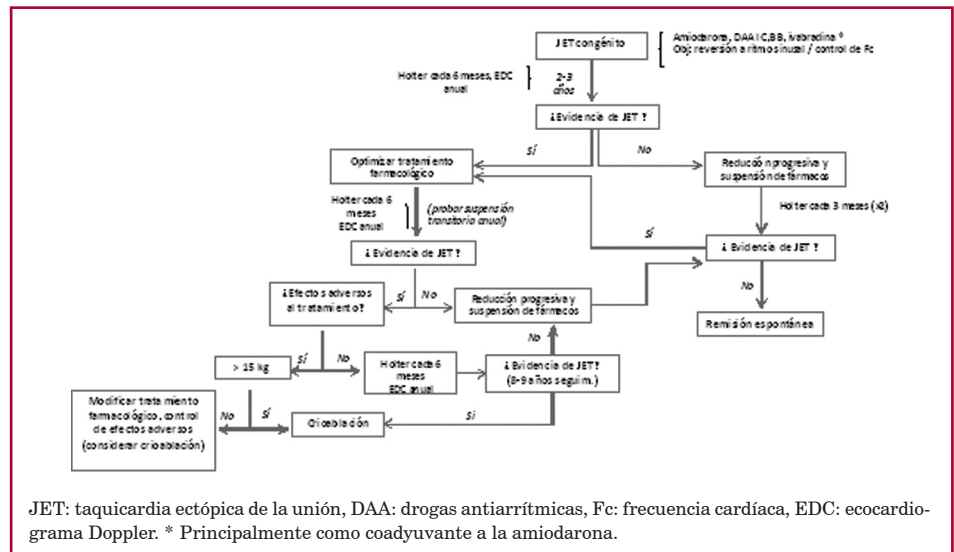 JET congénito
Amiodarona, DAA I C, BB, ivabradina *
Obj: reversión a ritmo sinusal / control de Fc
Holter cada 6 meses, EDC
anual
2-3
años
¿Evidencia de JET ?
Sí
No
Optimizar tratamiento
farmacológico
Reducción progresiva y
suspensión de fármacos
Holter cada 6
meses
EDC anual
(probar suspensión
transitoria anual)
Holter cada 3 meses (x2)
Sí
¿Evidencia de JET ?
¿ Evidencia de JET ?
¿Efectos adversos
al tratamiento?
Sí
No
Reducción progresiva y
suspensión de fármacos
No
Remisión espontánea
No
> 15 kg
Sí
No
Holter cada 6
meses
EDC anual
¿ Evidencia de JET?
(8-9 años seguim.)
Modificar tratamiento
farmacológico, control
de efectos adversos
(considerar crioablación)
No
Sí
Crioablación
Si
JET: taquicardia ectópica de la unión, DAA: drogas antiarrítmicas, Fc: frecuencia cardíaca, EDC: ecocardio-
grama Doppler. * Principalmente como coadyuvante a la amiodarona.